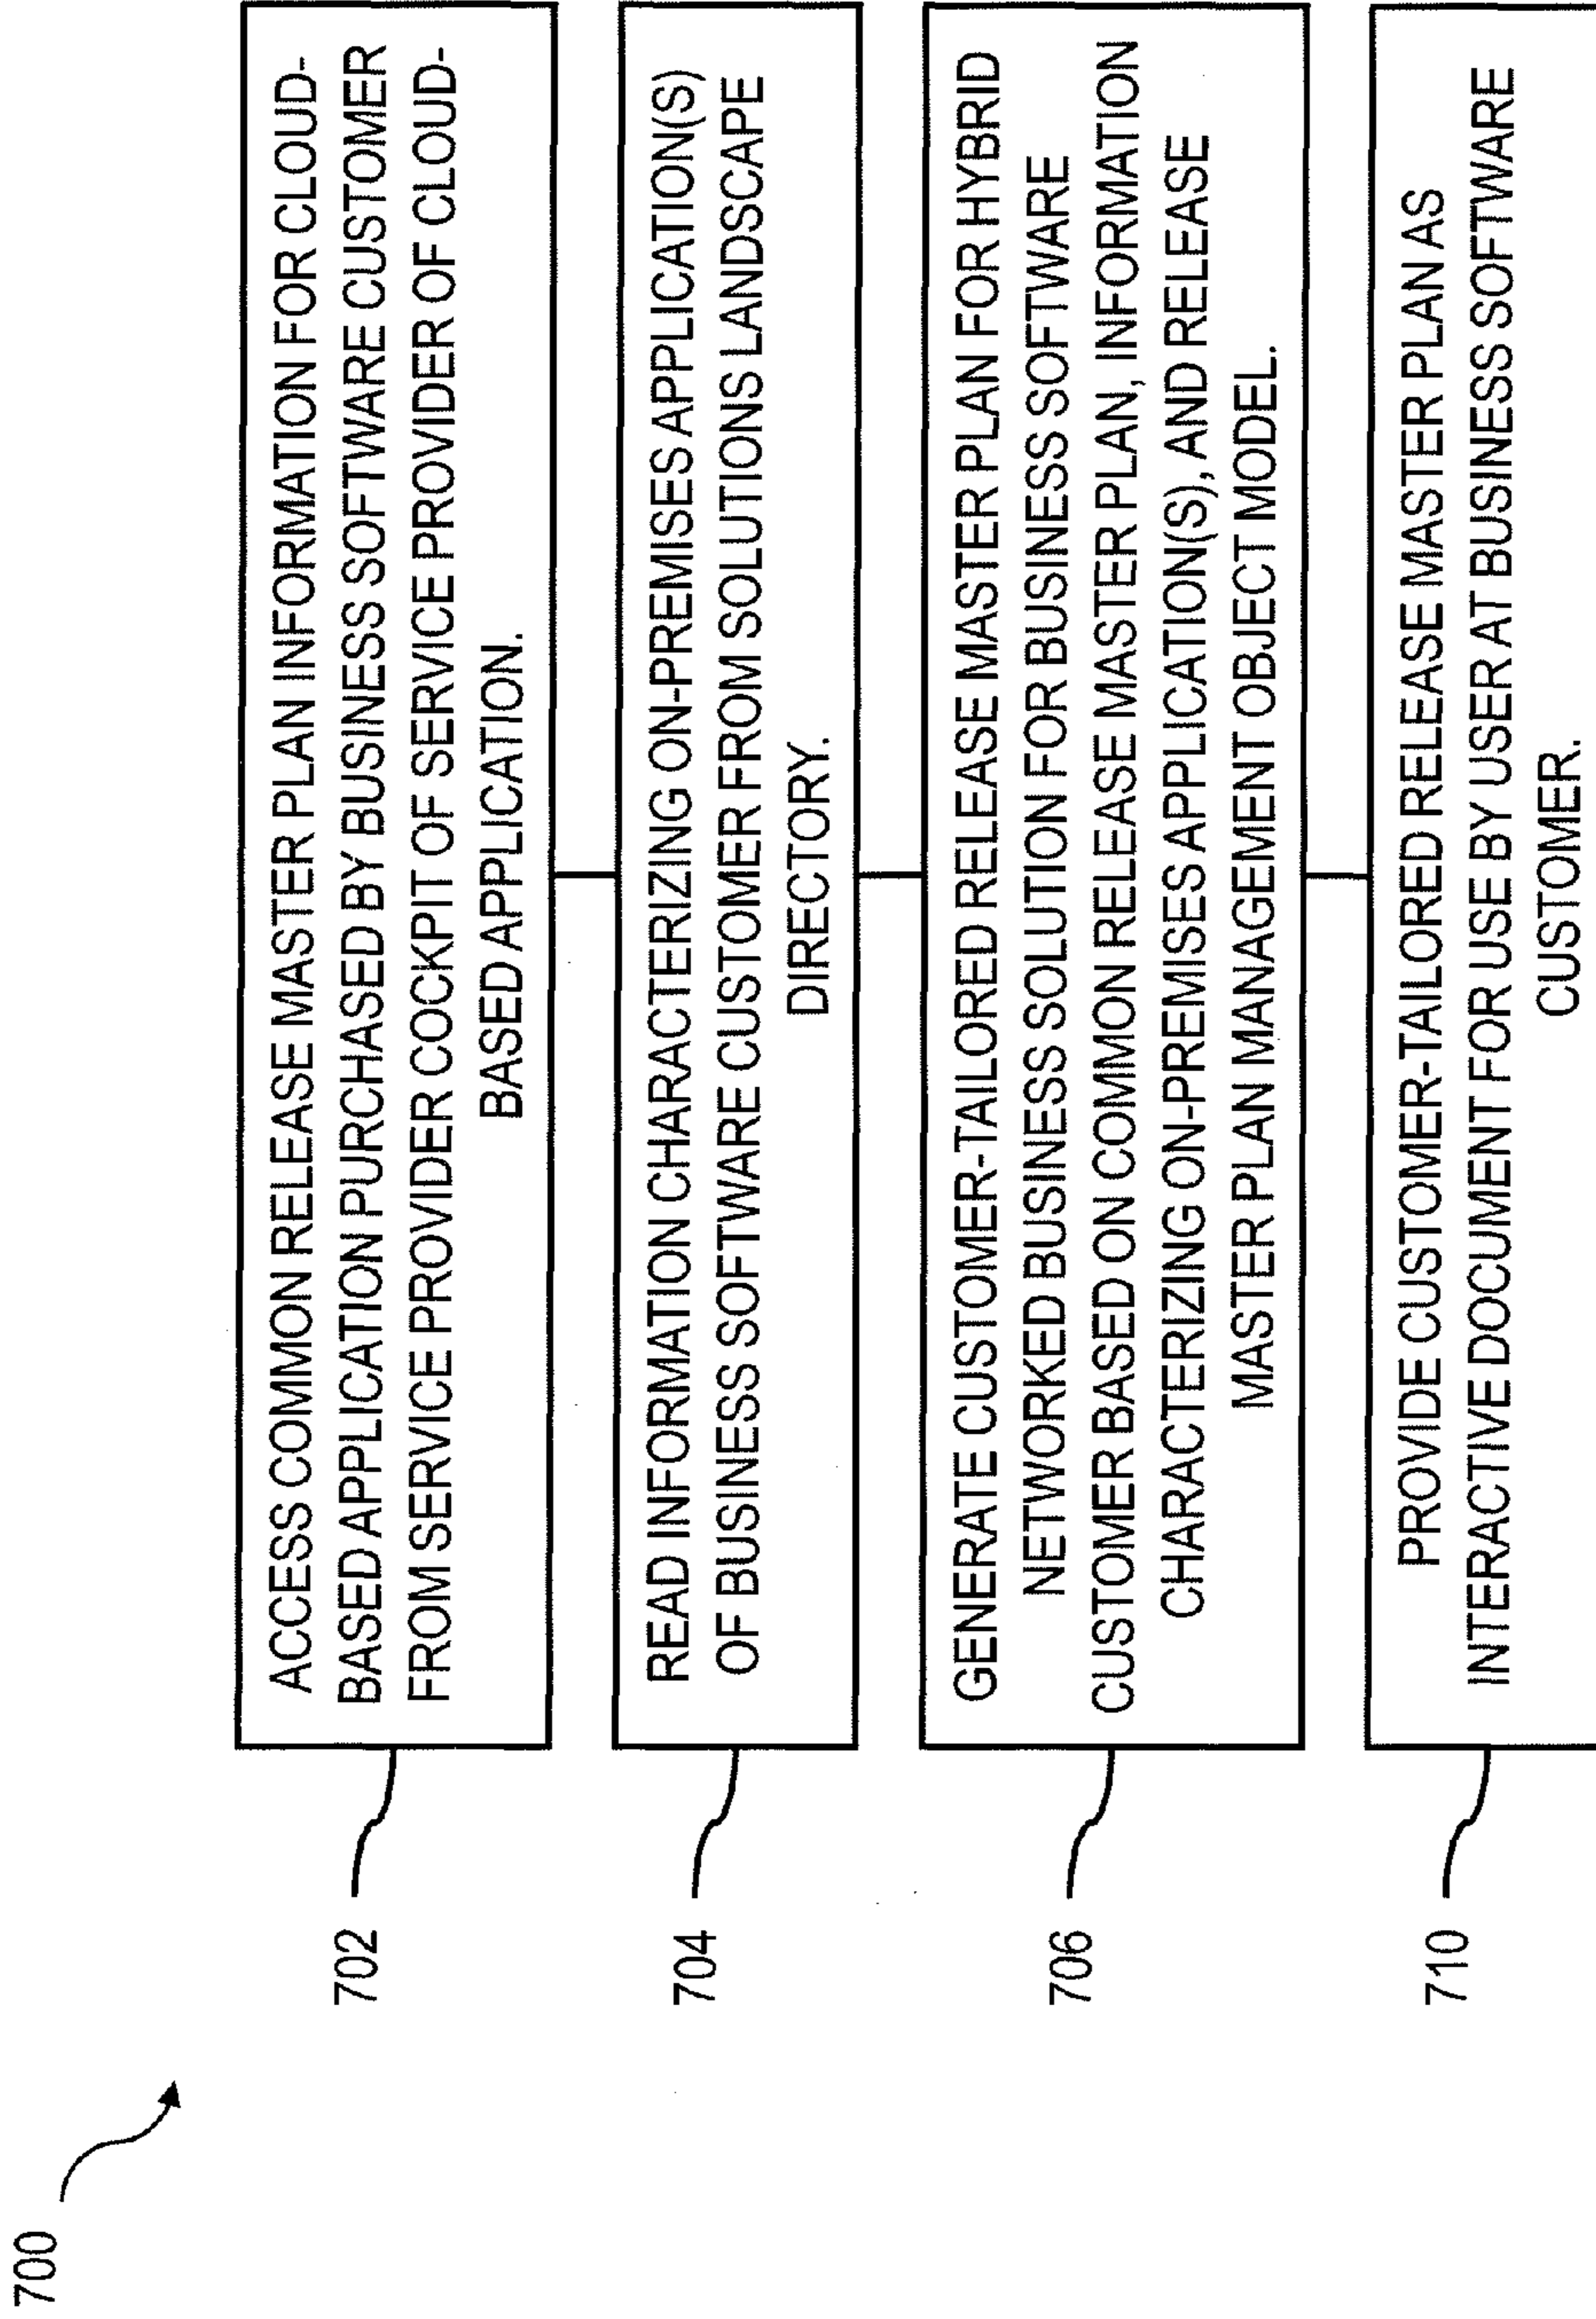 700
702
ACCESS COMMON RELEASE MASTER PLAN INFORMATION FOR CLOUD-
BASED APPLICATION PURCHASED BY BUSINESS SOFTWARE CUSTOMER
FROM SERVICE PROVIDER COCKPIT OF SERVICE PROVIDER OF CLOUD-
BASED APPLICATION.
704
READ INFORMATION CHARACTERIZING ON-PREMISES APPLICATION(S)
OF BUSINESS SOFTWARE CUSTOMER FROM SOLUTIONS LANDSCAPE
DIRECTORY.
706
GENERATE CUSTOMER-TAILORED RELEASE MASTER PLAN FOR HYBRID
NETWORKED BUSINESS SOLUTION FOR BUSINESS SOFTWARE
CUSTOMER BASED ON COMMON RELEASE MASTER PLAN, INFORMATION
CHARACTERIZING ON-PREMISES APPLICATION(S), AND RELEASE
MASTER PLAN MANAGEMENT OBJECT MODEL.
710
PROVIDE CUSTOMER-TAILORED RELEASE MASTER PLAN AS
INTERACTIVE DOCUMENT FOR USE BY USER AT BUSINESS SOFTWARE
CUSTOMER.